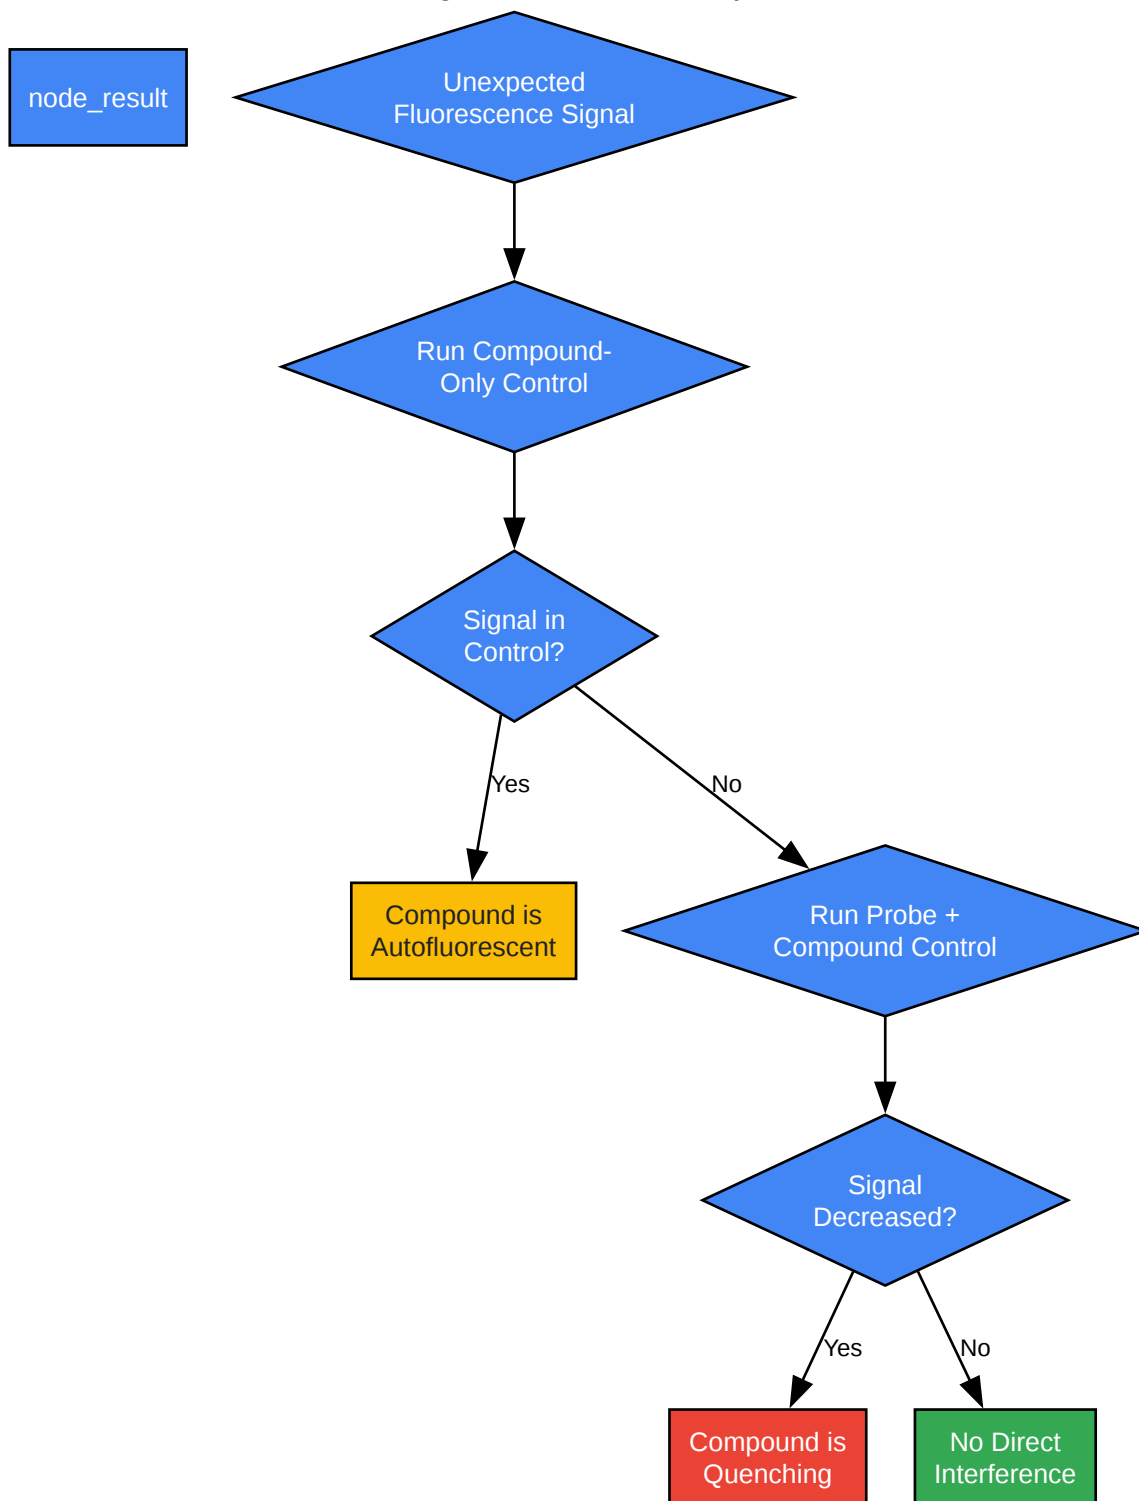 node_result
Unexpected
Fluorescence Signal
Run Compound-
Only Control
Signal in
Control?
Yes
No
Compound is
Autofluorescent
Run Probe +
Compound Control
Signal
Decreased?
Yes
No
Compound is
Quenching
No Direct
Interference